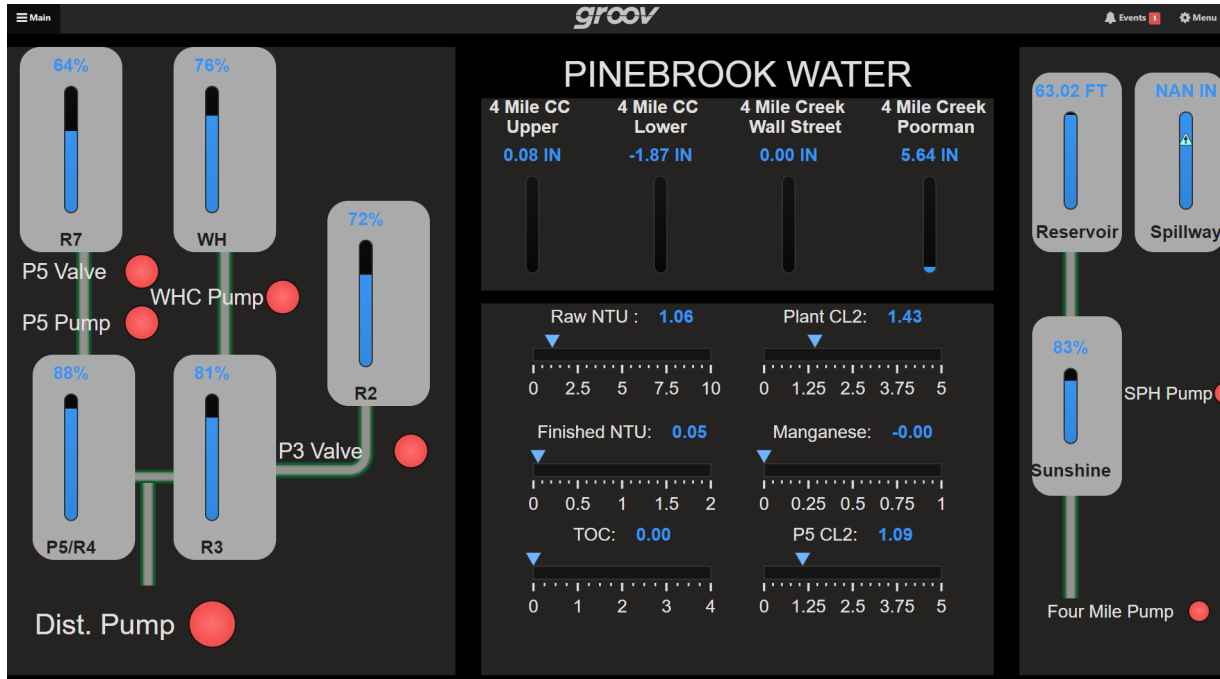 Main
groov
Events 1
Menu
64%
R7
76%
WH
72%
R2
P5 Valve
WHC Pump
P5 Pump
88%
P5/R4
81%
R3
P3 Valve
Dist. Pump
PINEBROOK WATER
4 Mile CC
Upper
0.08 IN
4 Mile CC
Lower
-1.87 IN
4 Mile Creek
Wall Street
0.00 IN
4 Mile Creek
Poorman
5.64 IN
Raw NTU : 1.06
0 2.5 5 7.5 10
Plant CL2: 1.43
0 1.25 2.5 3.75 5
Finished NTU: 0.05
0 0.5 1 1.5 2
Manganese: -0.00
0 0.25 0.5 0.75 1
TOC: 0.00
0 1 2 3 4
P5 CL2: 1.09
0 1.25 2.5 3.75 5
63.02 FT
Reservoir
NAN IN
Spillway
83%
Sunshine
SPH Pump
Four Mile Pump